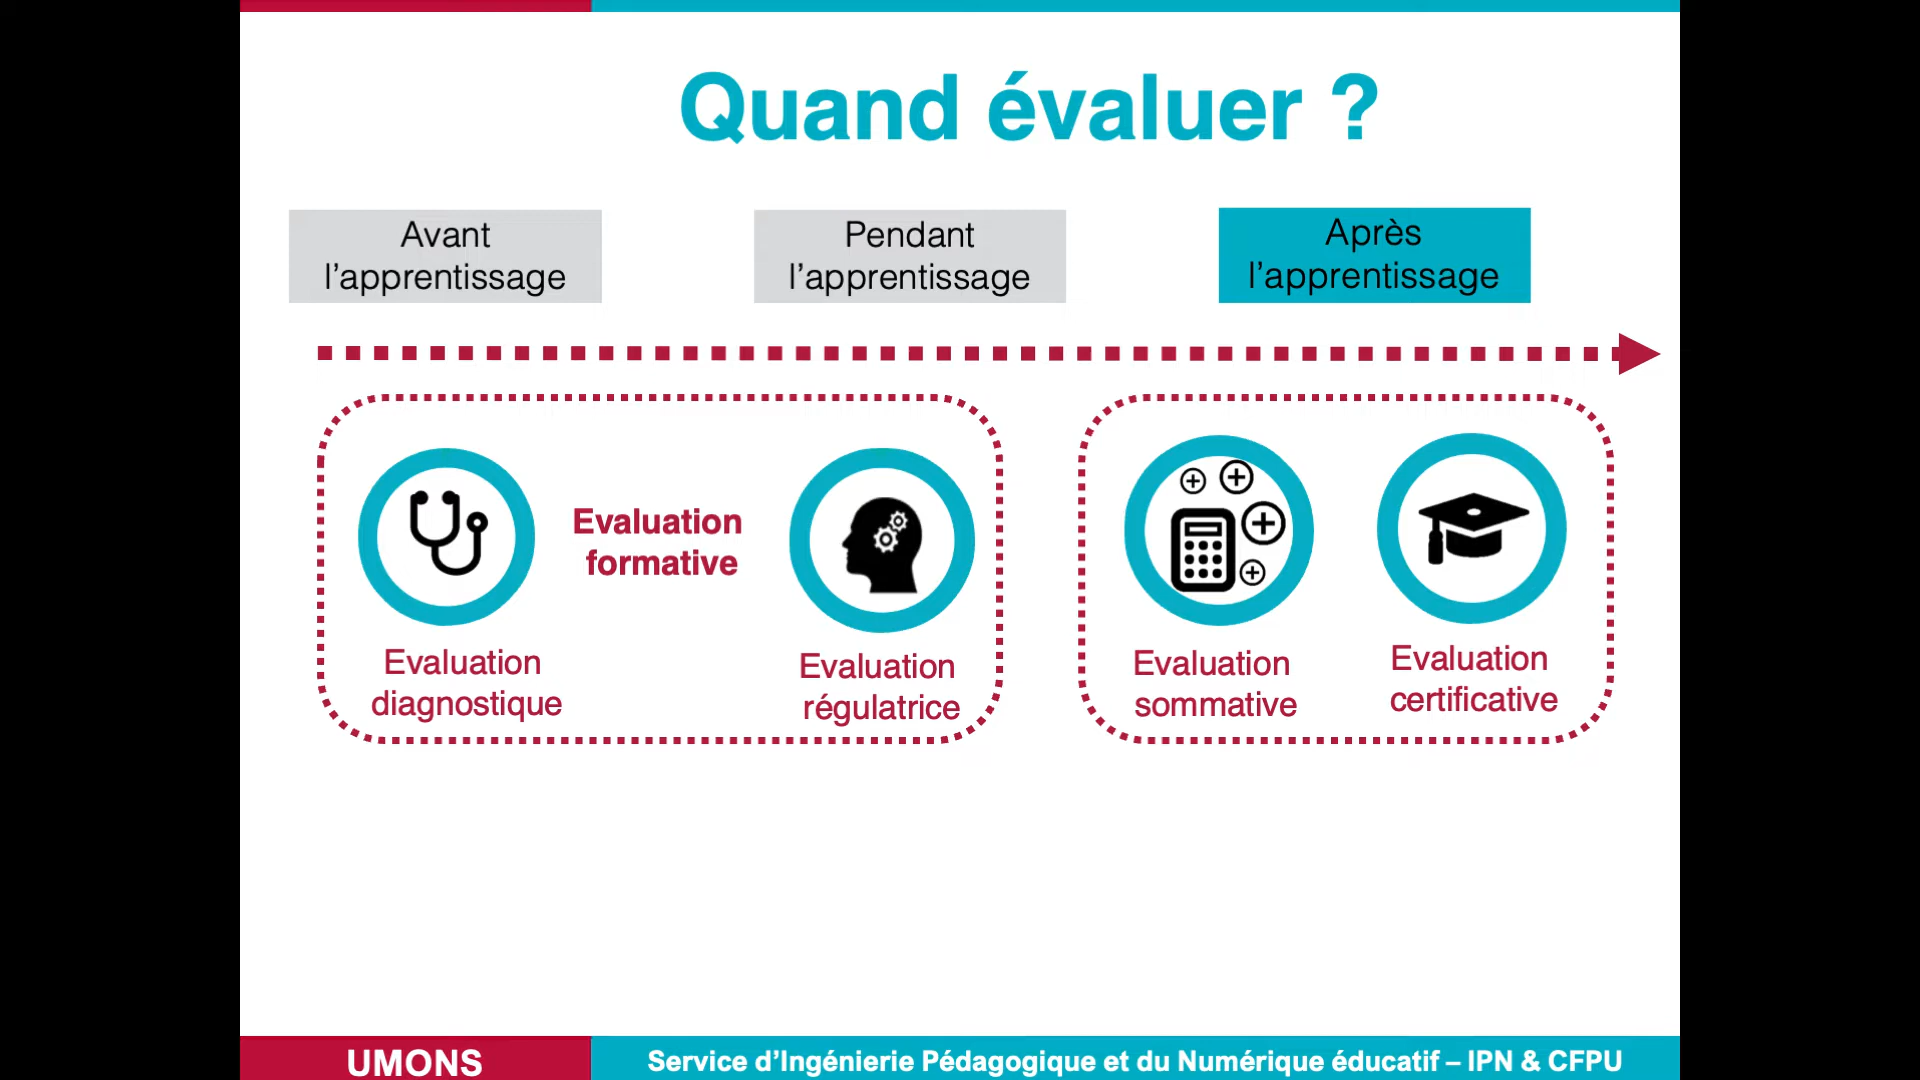 Quand évaluer ?
Avant
l’apprentissage
Pendant
l’apprentissage
Après
l’apprentissage
Evaluation
diagnostique
Evaluation
formative
Evaluation
régulatrice
Evaluation
sommative
Evaluation
certificative
UMONS
Service d’Ingénierie Pédagogique et du Numérique éducatif – IPN & CFPU